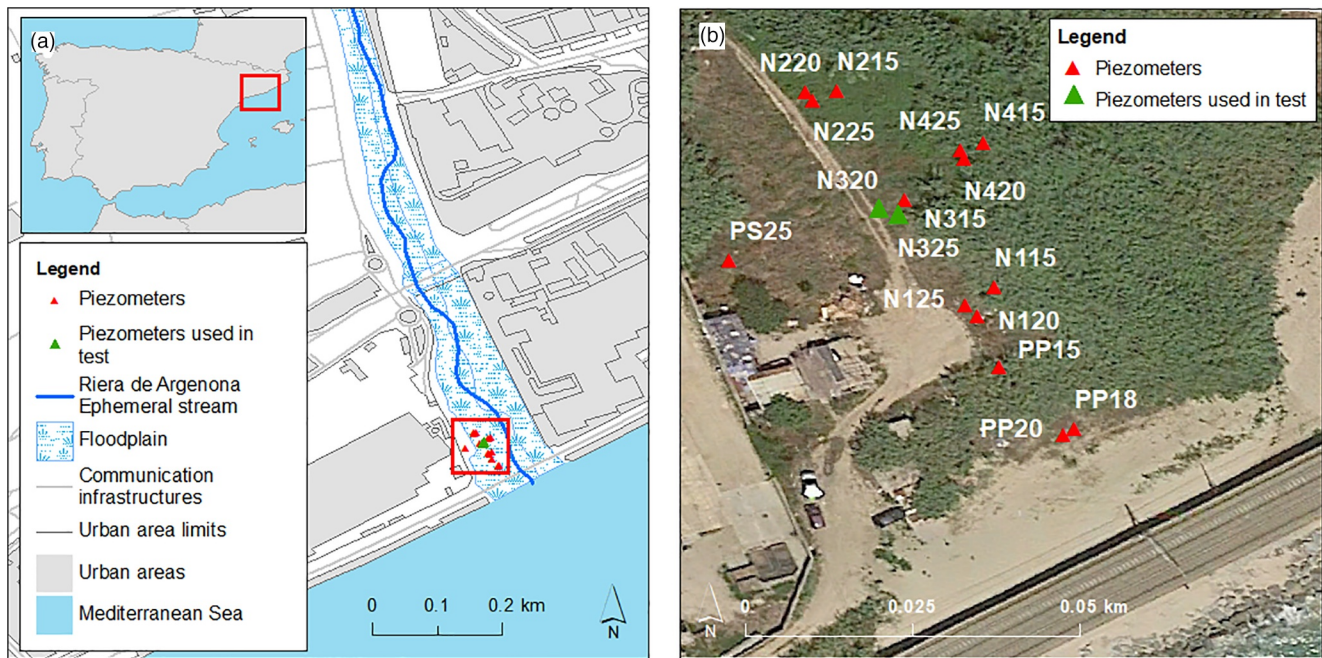 (a)
Legend
Piezometers
Piezometers used in
test
Riera de Argenona
Ephemeral stream
Floodplain
Communication
infrastructures
Urban area limits
Urban areas
Mediterranean Sea
0 0.1 0.2 km
N
(b)
Legend
Piezometers
Piezometers used in test
N220 N215
N225
N425 N415
N420
N320
N315
N325
PS25
N115
N125
N120
PP15
PP18
PP20
0 0.025 0.05 km
N